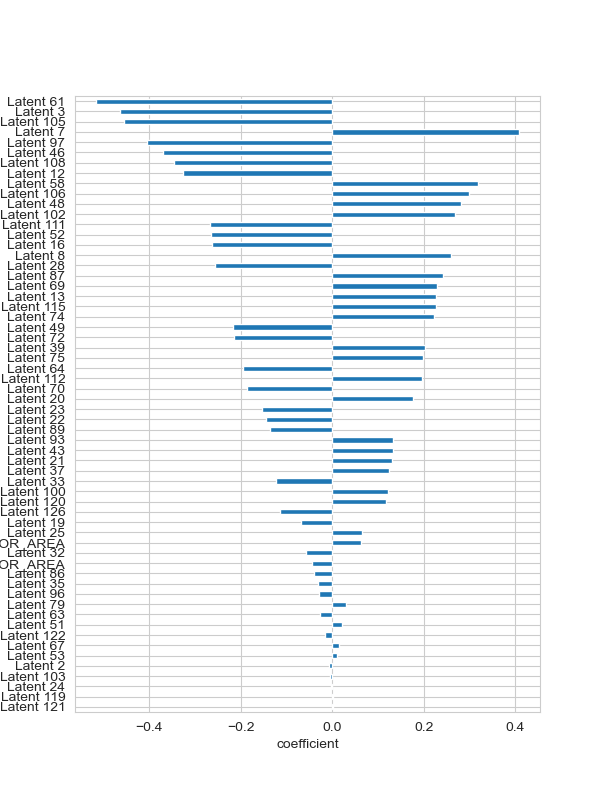 Latent 61
Latent 3
Latent 105
Latent 7
Latent 97
Latent 46
Latent 108
Latent 12
Latent 58
Latent 106
Latent 48
Latent 102
Latent 111
Latent 52
Latent 16
Latent 8
Latent 28
Latent 87
Latent 69
Latent 13
Latent 115
Latent 74
Latent 49
Latent 72
Latent 39
Latent 75
Latent 64
Latent 112
Latent 70
Latent 20
Latent 23
Latent 22
Latent 89
Latent 93
Latent 43
Latent 21
Latent 37
Latent 33
Latent 100
Latent 120
Latent 126
Latent 19
Latent 25
OR_AREA
Latent 32
OR_AREA
Latent 86
Latent 35
Latent 96
Latent 79
Latent 63
Latent 51
Latent 122
Latent 67
Latent 53
Latent 2
Latent 103
Latent 24
Latent 119
Latent 121
−0.4 −0.2 0.0 0.2 0.4
coefficient